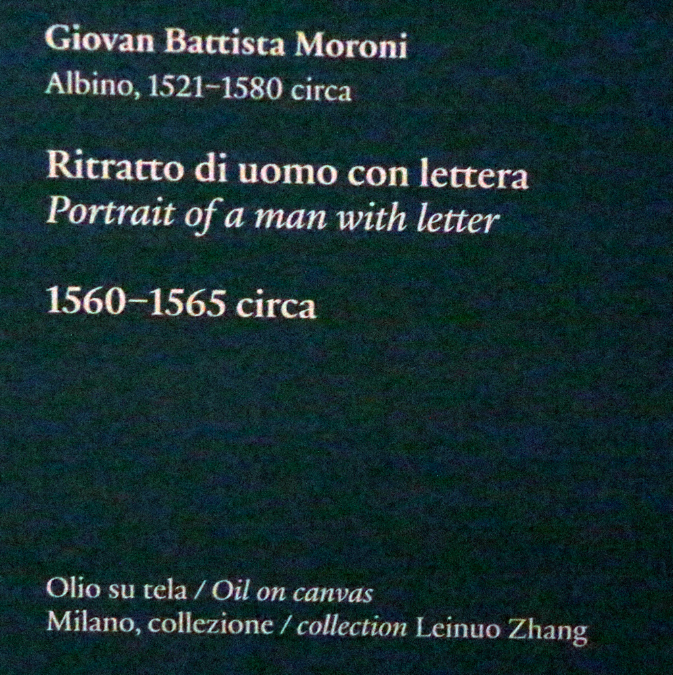 Giovan Battista Moroni
Albino, 1521–1580 circa
Ritratto di uomo con lettera
Portrait of a man with letter
1560–1565 circa
Olio su tela / Oil on canvas
Milano, collezione / collection Leinuo Zhang